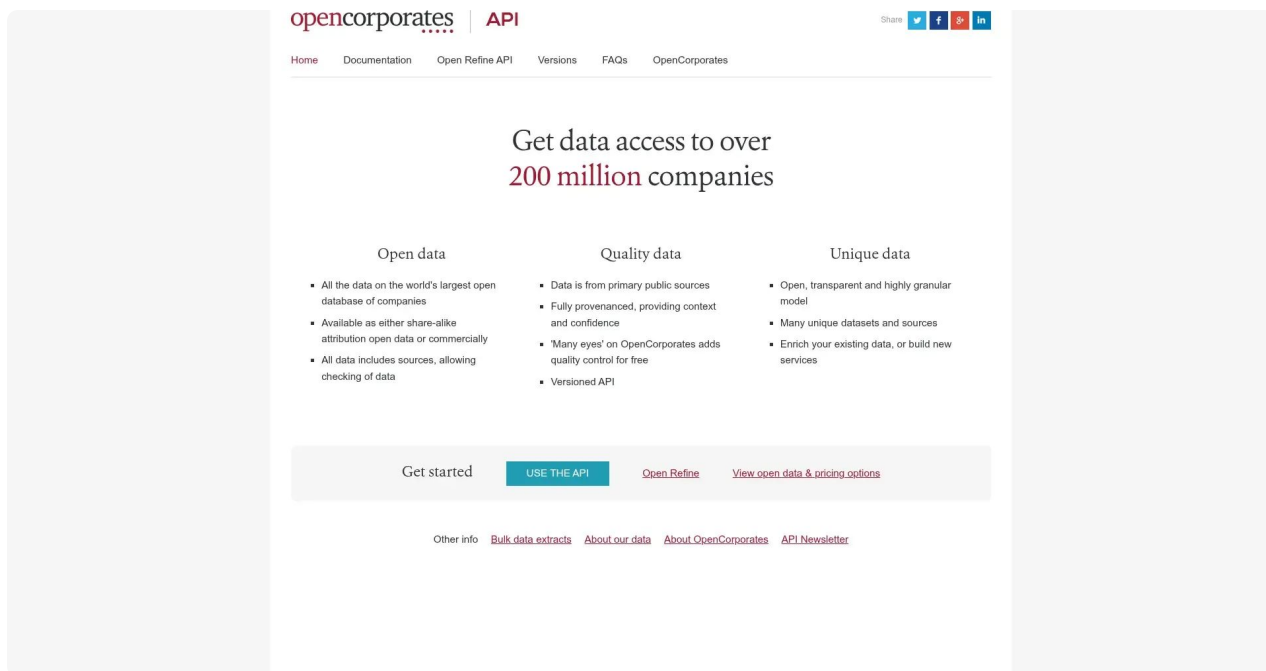 opencorporates API
Share f 8+ in
Home Documentation Open Refine API Versions FAQs OpenCorporates
Get data access to over
200 million companies
Open data
All the data on the world's largest open
database of companies
Available as either share-alike
attribution open data or commercially
All data includes sources, allowing
checking of data
Quality data
Data is from primary public sources
Fully provenanced, providing context
and confidence
'Many eyes' on OpenCorporates adds
quality control for free
Versioned API
Unique data
Open, transparent and highly granular
model
Many unique datasets and sources
Enrich your existing data, or build new
services
Get started USE THE API Open Refine View open data & pricing options
Other info Bulk data extracts About our data About OpenCorporates API Newsletter